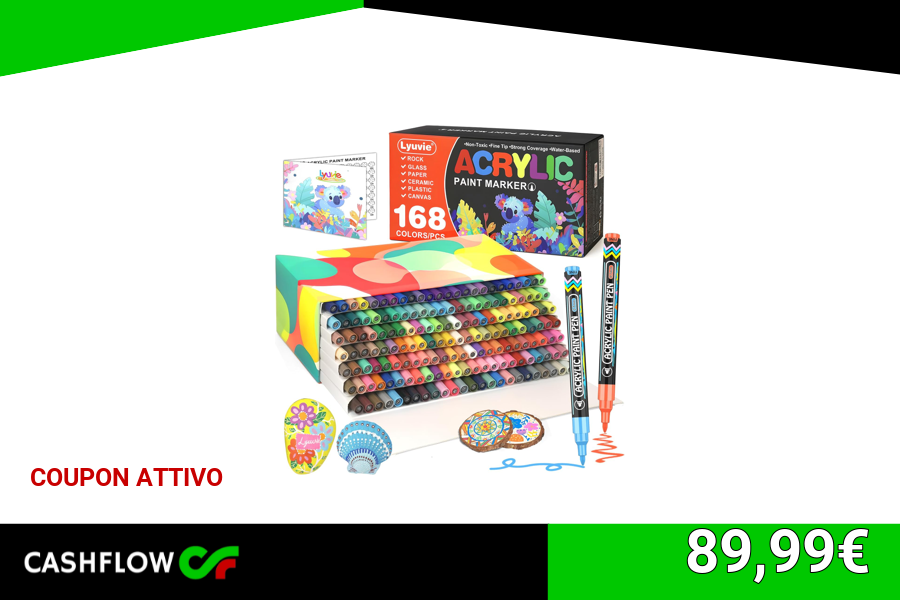 ACRYLIC PAINT MARKER
Lyuvie
Lyuvie
ROCK
GLASS
PAPER
CERAMIC
PLASTIC
CANVAS
168
COLORS/PCS
•Non-Toxic •Fine Tip •Strong Coverage •Water-Based
ACRYLIC
PAINT MARKER
ACRYLIC PAINT PEN
ACRYLIC PAINT PEN
COUPON ATTIVO
CASHFLOW
89,99€